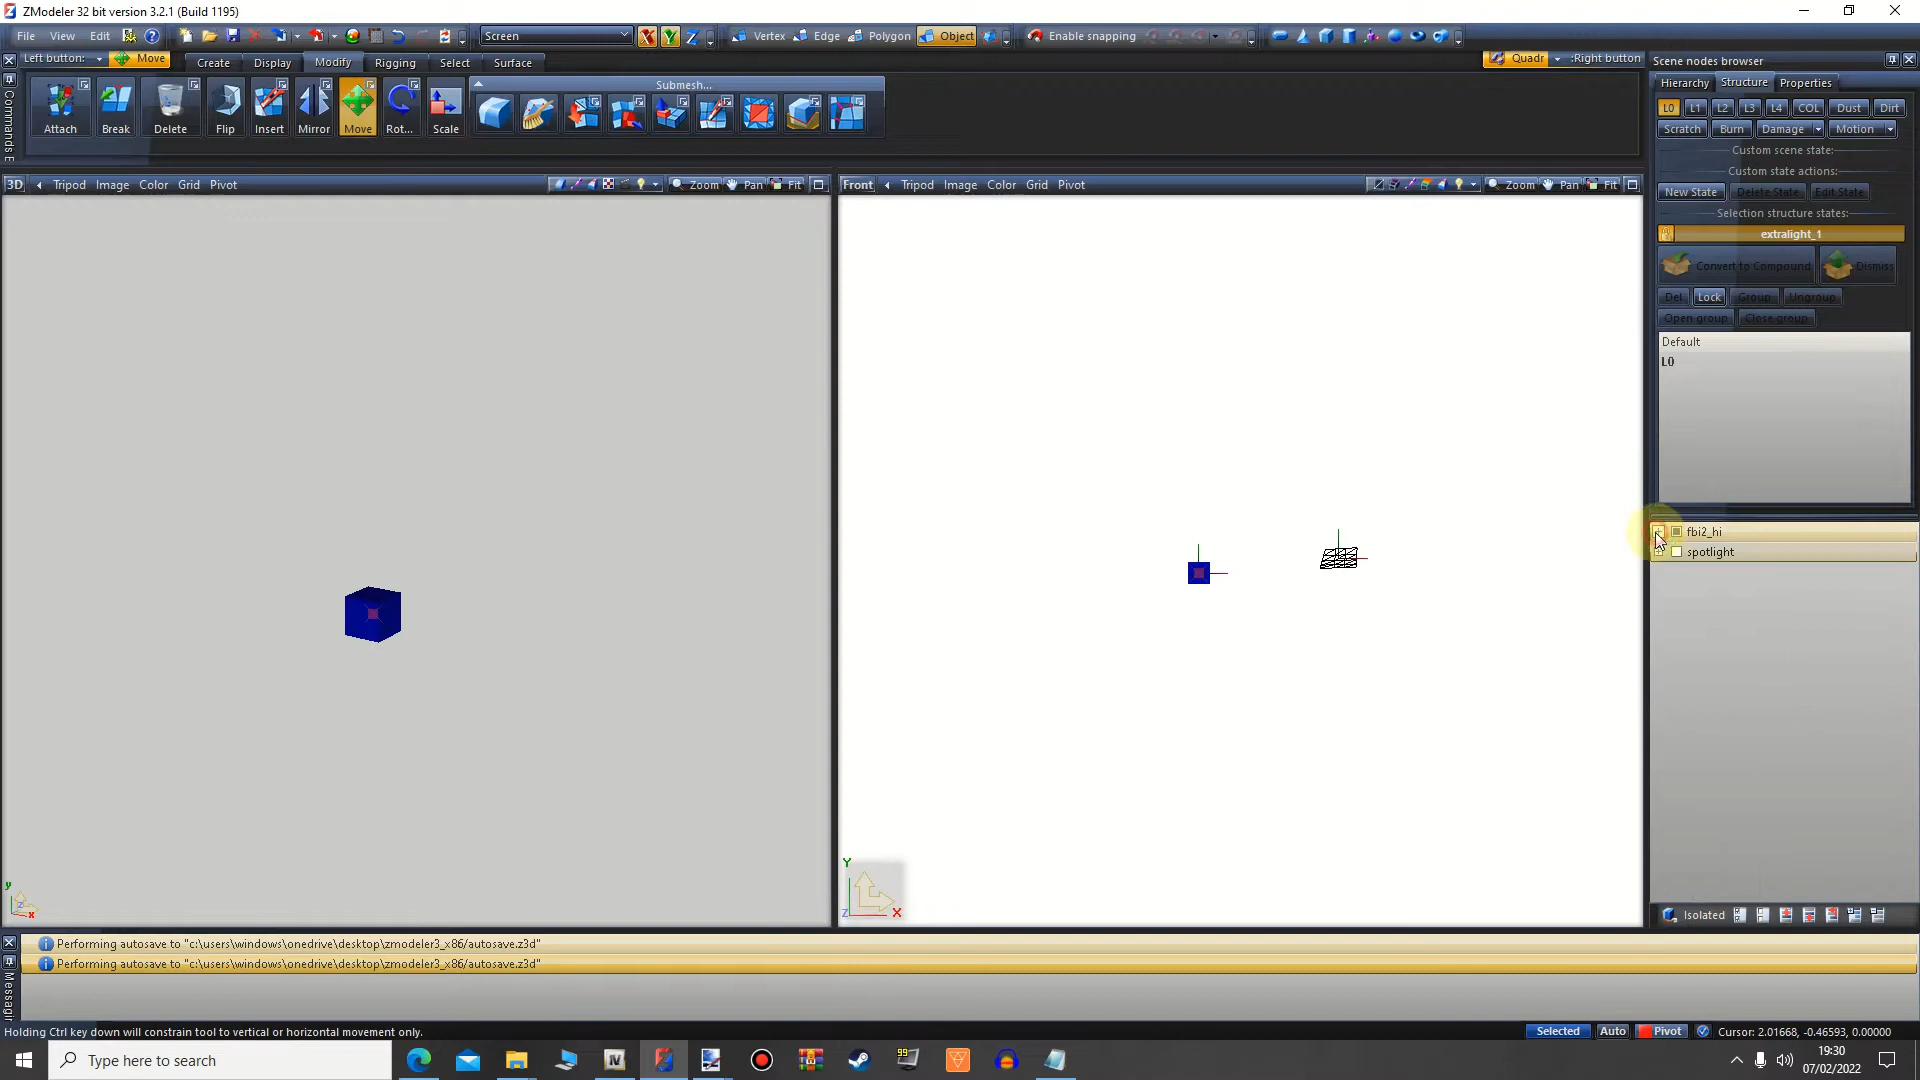 ZModeler 32 bit version 3.2.1 (Build 1195)
File View Edit Screen X Y Z Vertex Edge Polygon Object Enable snapping
Left button: Move Create Display Modify Rigging Select Surface Quadr :Right button
Attach Break Delete Flip Insert Mirror Move Rot... Scale Submesh...
Commands
3D Tripod Image Color Grid Pivot Zoom Pan Fit
Front Tripod Image Color Grid Pivot Zoom Pan Fit
Scene nodes browser
Hierarchy Structure Properties
L0 L1 L2 L3 L4 COL Dust Dirt
Scratch Burn Damage Motion
Custom scene state:
Custom state actions:
New State Delete State Edit State
Selection structure states:
extralight_1
Convert to Compound Dismiss
Del Lock Group Ungroup
Open group Close group
Default
L0
fbi2_hi
spotlight
Isolated
y
z
x
Y
Z
X
Performing autosave to "c:\users\windows\onedrive\desktop\zmodeler3_x86/autosave.z3d"
Performing autosave to "c:\users\windows\onedrive\desktop\zmodeler3_x86/autosave.z3d"
Messagin
Holding Ctrl key down will constrain tool to vertical or horizontal movement only.
Selected Auto Pivot Cursor: 2.01668, -0.46593, 0.00000
Type here to search
99
19:30
07/02/2022